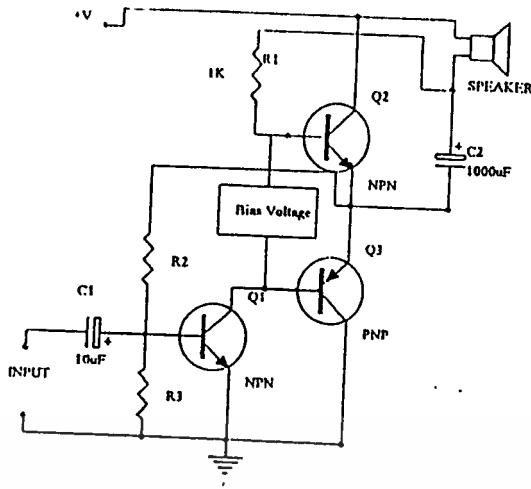 +V
R1
1K
SPEAKER
Q2
C2
1000uF
NPN
Bias Voltage
Q3
R2
C1
Q1
10uF
PNP
INPUT
NPN
R3